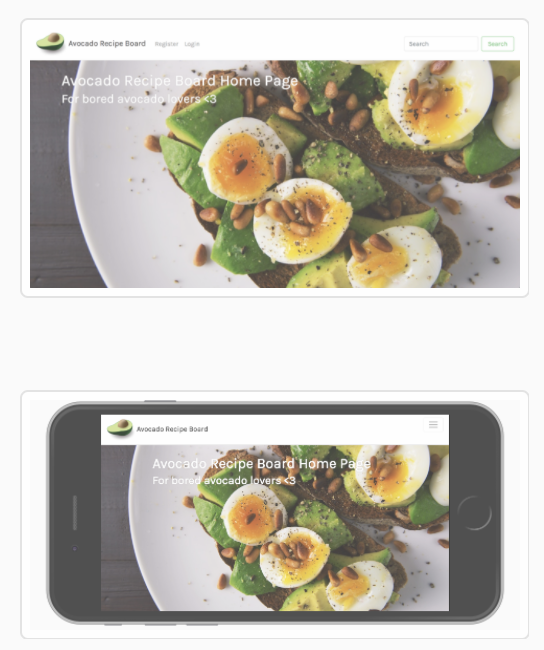 Avocado Recipe Board Register Login Search Search
Avocado Recipe Board Home Page
For bored avocado lovers <3
Avocado Recipe Board
Avocado Recipe Board Home Page
For bored avocado lovers <3